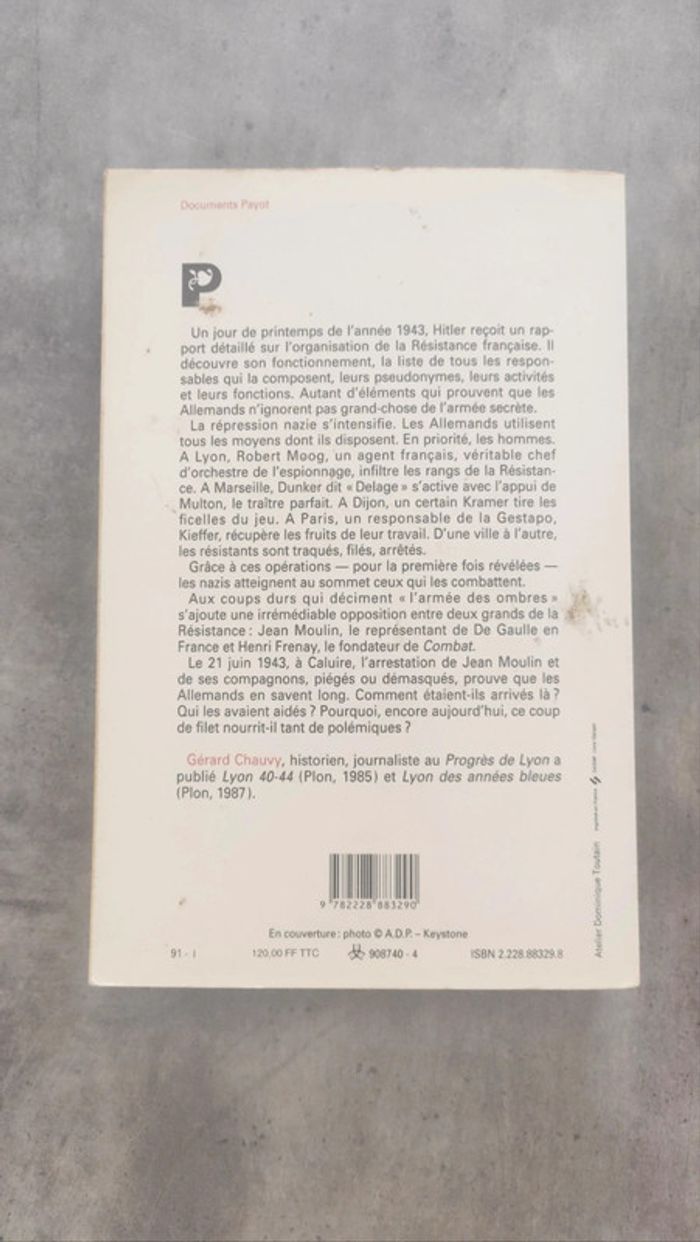 Documents Payot
P
Un jour de printemps de l'année 1943, Hitler reçoit un rap-
port détaillé sur l'organisation de la Résistance française. Il
découvre son fonctionnement, la liste de tous les respon-
sables qui la composent, leurs pseudonymes, leurs activités
et leurs fonctions. Autant d'éléments qui prouvent que les
Allemands n'ignorent pas grand-chose de l'armée secrète.
La répression nazie s'intensifie. Les Allemands utilisent
tous les moyens dont ils disposent. En priorité, les hommes.
A Lyon, Robert Moog, un agent français, véritable chef
d'orchestre de l'espionnage, infiltre les rangs de la Résistan-
ce. A Marseille, Dunker dit « Delage » s'active avec l'appui de
Multon, le traître parfait. A Dijon, un certain Kramer tire les
ficelles du jeu. A Paris, un responsable de la Gestapo,
Kieffer, récupère les fruits de leur travail. D'une ville à l'autre,
les résistants sont traqués, filés, arrêtés.
Grâce à ces opérations — pour la première fois révélées —
les nazis atteignent au sommet ceux qui les combattent.
Aux coups durs qui déciment « l'armée des ombres »
s'ajoute une irrémédiable opposition entre deux grands de la
Résistance : Jean Moulin, le représentant de De Gaulle en
France et Henri Frenay, le fondateur de Combat.
Le 21 juin 1943, à Caluire, l'arrestation de Jean Moulin et
de ses compagnons, piégés ou démasqués, prouve que les
Allemands en savent long. Comment étaient-ils arrivés là ?
Qui les avaient aidés ? Pourquoi, encore aujourd'hui, ce coup
de filet nourrit-il tant de polémiques ?
Gérard Chauvy, historien, journaliste au Progrès de Lyon a
publié Lyon 40-44 (Plon, 1985) et Lyon des années bleues
(Plon, 1987).
9 782228 883290
En couverture : photo © A.D.P. – Keystone
91 - I 120,00 FF TTC 908740 - 4 ISBN 2.228.88329.8
Atelier Dominique Toutain